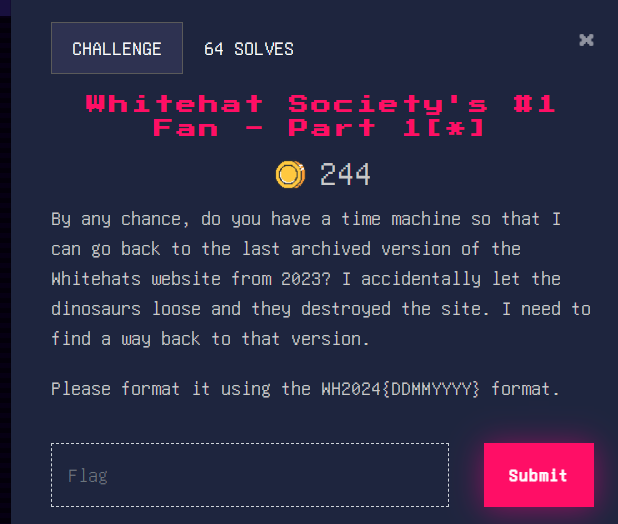 CHALLENGE
64 SOLVES
Whitehat Society's #1
Fan - Part 1[*]
244
By any chance, do you have a time machine so that I
can go back to the last archived version of the
Whitehats website from 2023? I accidentally let the
dinosaurs loose and they destroyed the site. I need to
find a way back to that version.
Please format it using the WH2024{DDMMYYYY} format.
Flag
Submit